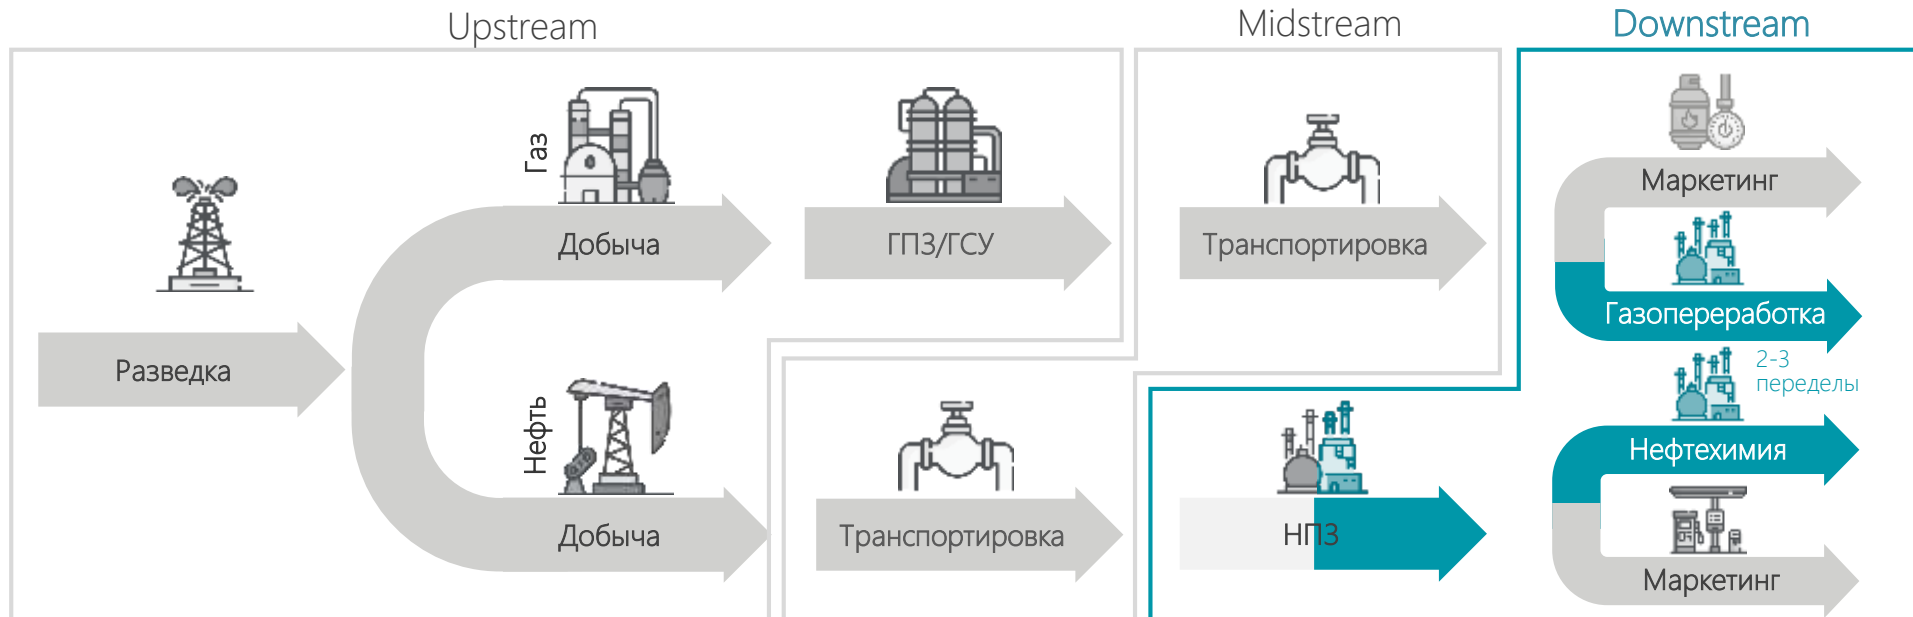 Upstream
Midstream
Downstream
Газ
Добыча
ГПЗ/ГСУ
Транспортировка
Маркетинг
Газопереработка
Разведка
2-3
переделы
Нефть
Нефтехимия
Добыча
Транспортировка
НПЗ
Маркетинг